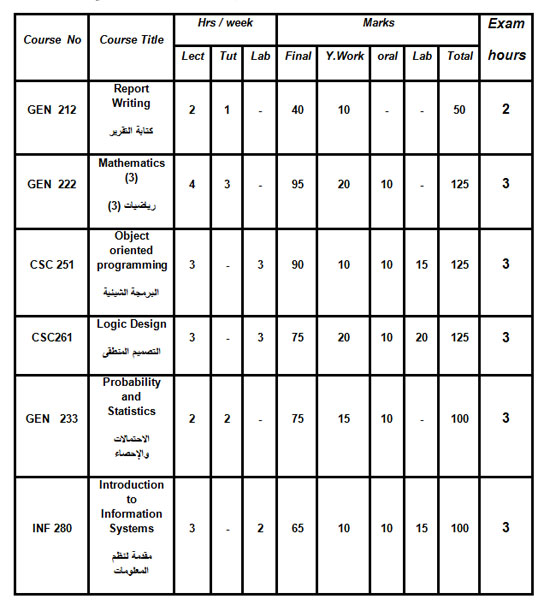 Course No Course Title Hrs / week Marks Exam hours
Lect Tut Lab Final Y.Work oral Lab Total
GEN 212 Report Writing كتابة التقرير 2 1 - 40 10 - - 50 2
GEN 222 Mathematics (3) رياضيات (3) 4 3 - 95 20 10 - 125 3
CSC 251 Object oriented programming البرمجة الشيئية 3 - 3 90 10 10 15 125 3
CSC261 Logic Design التصميم المنطقى 3 - 3 75 20 10 20 125 3
GEN 233 Probability and Statistics الاحتمالات والإحصاء 2 2 - 75 15 10 - 100 3
INF 280 Introduction to Information Systems مقدمة لنظم المعلومات 3 - 2 65 10 10 15 100 3